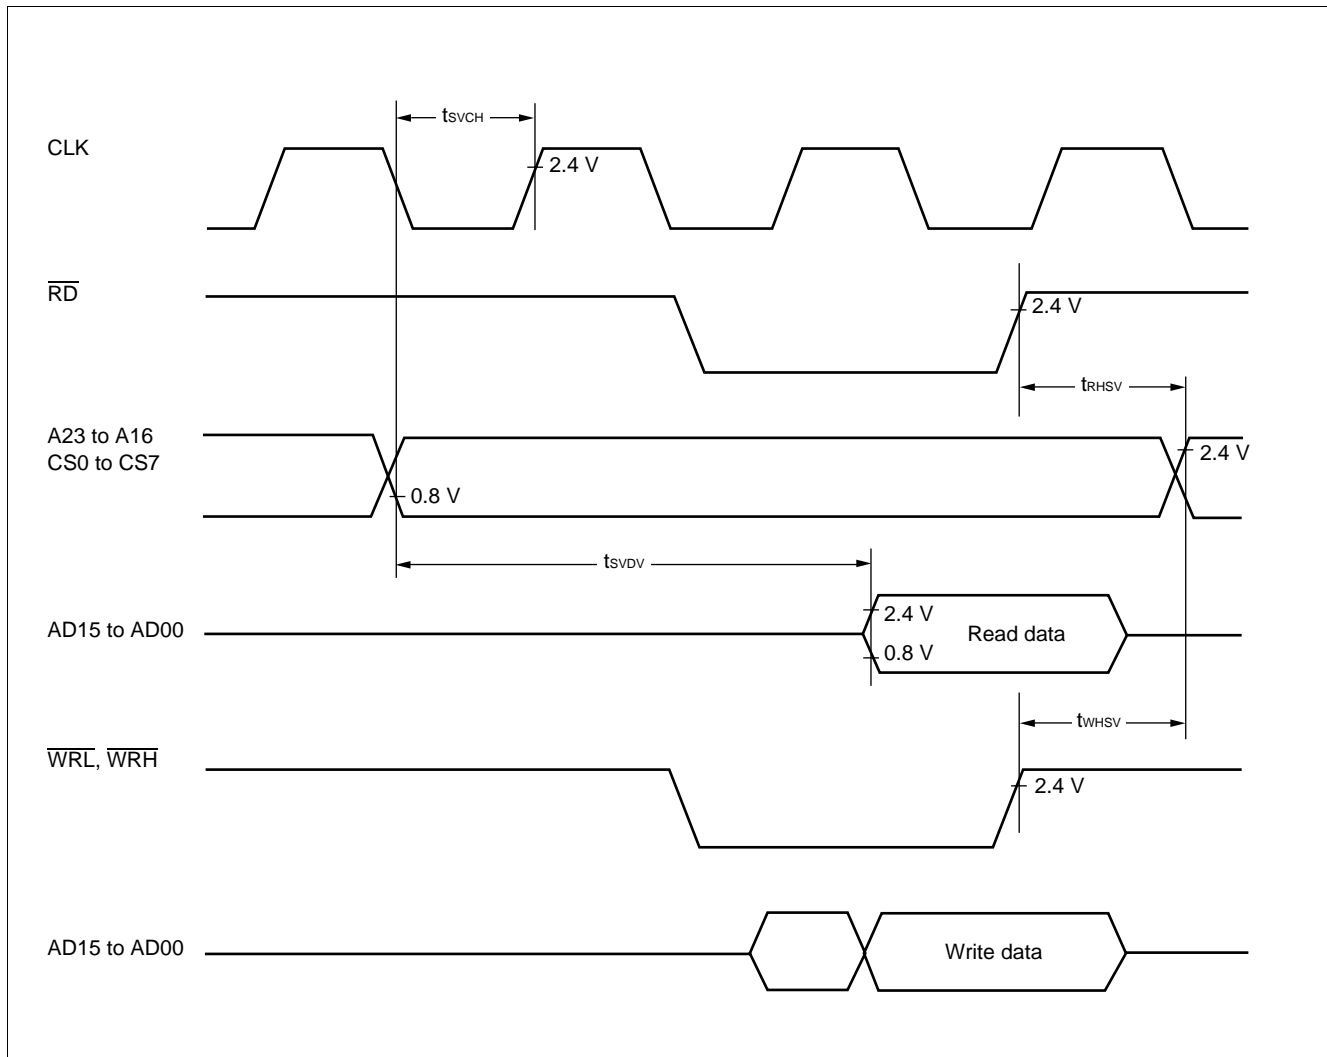 tSVCH
CLK
2.4 V
RD
2.4 V
tRHSV
A23 to A16
CS0 to CS7
2.4 V
0.8 V
tSVDV
2.4 V
AD15 to AD00
Read data
0.8 V
tWHSV
WRL, WRH
2.4 V
AD15 to AD00
Write data